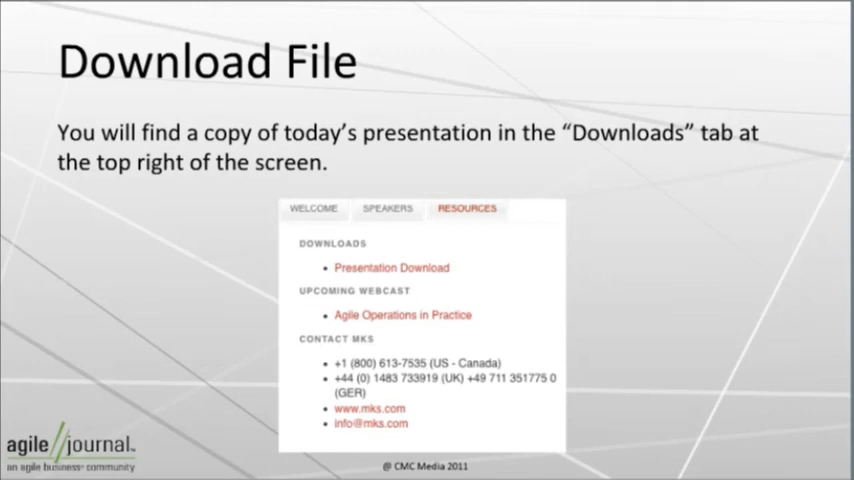 Download File
You will find a copy of today’s presentation in the “Downloads” tab at
the top right of the screen.
WELCOME SPEAKERS RESOURCES
DOWNLOADS
• Presentation Download
UPCOMING WEBCAST
• Agile Operations in Practice
CONTACT MKS
• +1 (800) 613-7535 (US - Canada)
• +44 (0) 1483 733919 (UK) +49 711 351775 0
(GER)
• www.mks.com
• info@mks.com
agile//journal™
an agile business community
@ CMC Media 2011